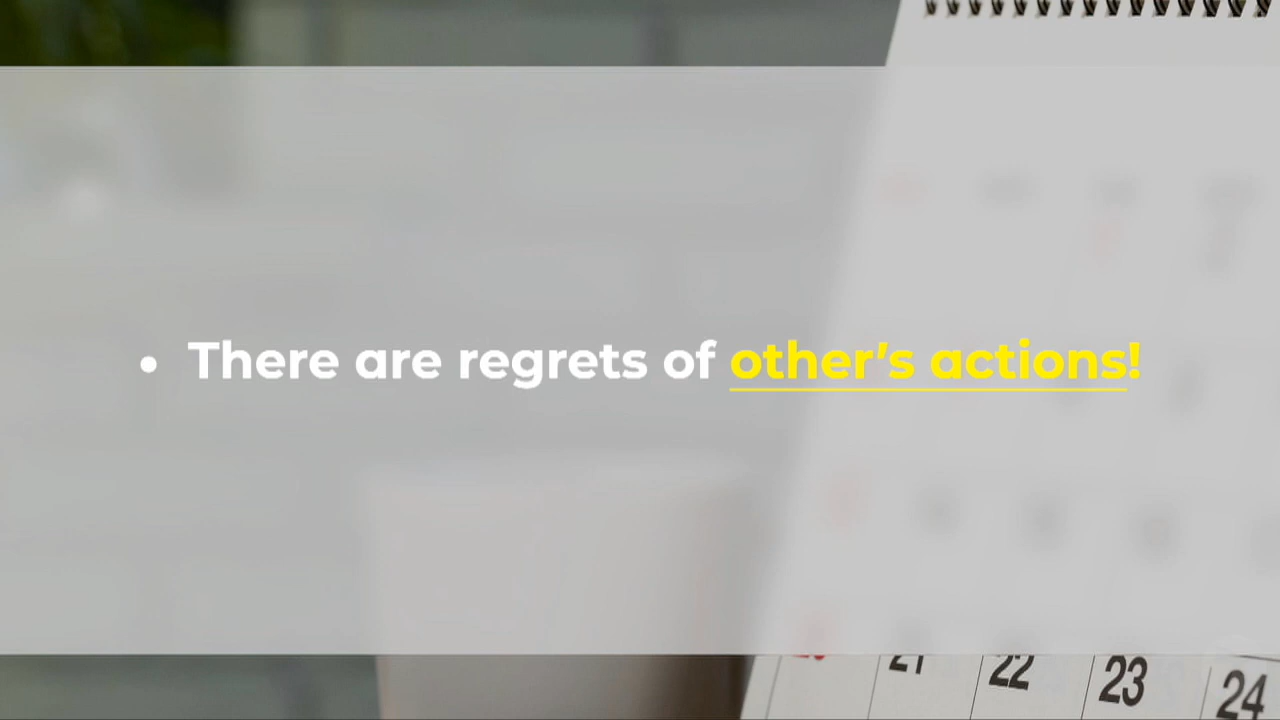 • There are regrets of other's actions!
21 22 23 24